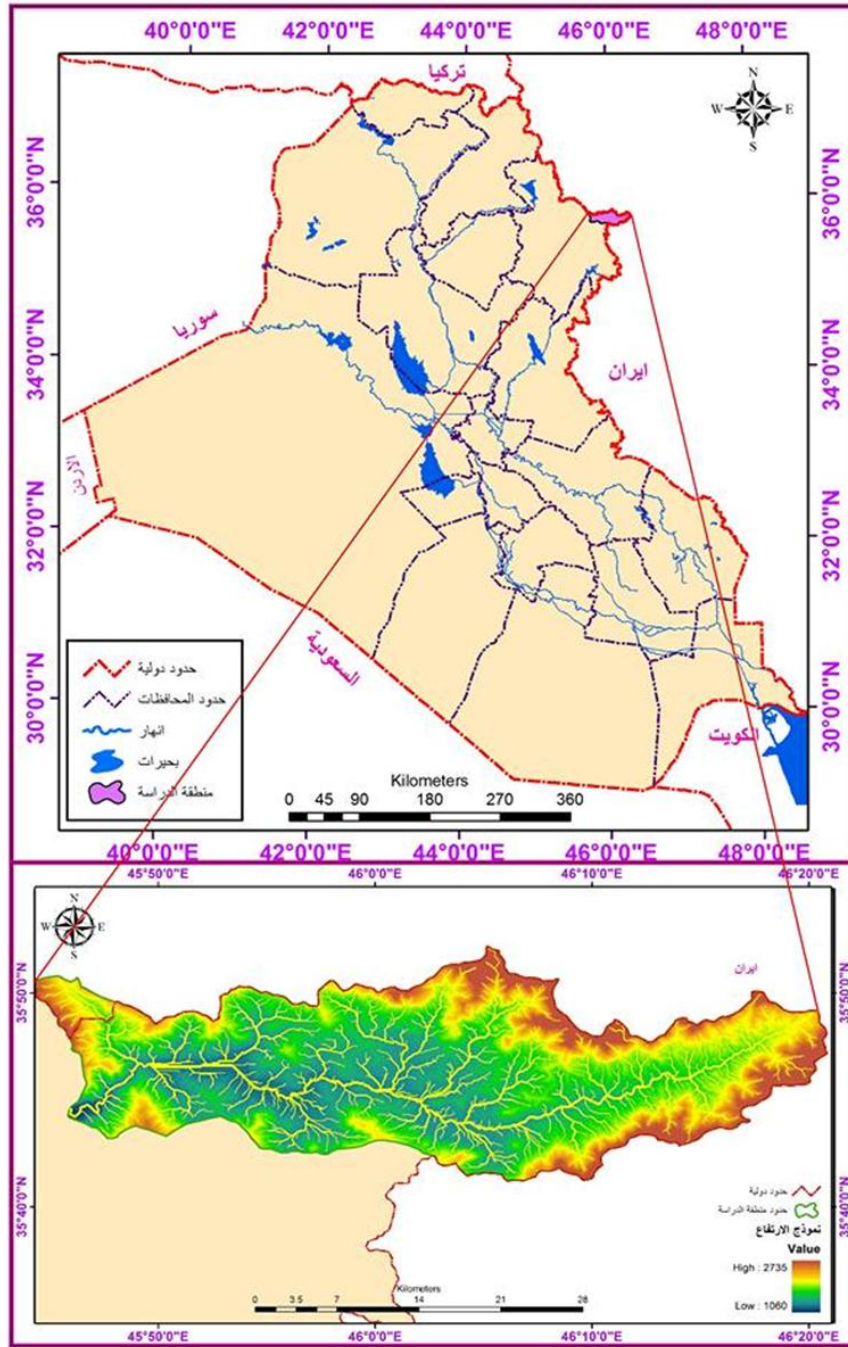 40°0'0"E 42°0'0"E 44°0'0"E 46°0'0"E 48°0'0"E
تركيا
N
W E
S
36°0'0"N
36°0'0"N
سوريا
34°0'0"N
34°0'0"N
ايران
الاردن
32°0'0"N
32°0'0"N
السعودية
30°0'0"N
30°0'0"N
الكويت
حدود دولية
حدود المحافظات
انهار
بحيرات
منطقة الدراسة
Kilometers
0 45 90 180 270 360
40°0'0"E 42°0'0"E 44°0'0"E 46°0'0"E 48°0'0"E
45°50'0"E 46°0'0"E 46°10'0"E 46°20'0"E
N
W E
S
ايران
35°50'0"N
35°50'0"N
35°40'0"N
35°40'0"N
حدود دولية
حدود منطقة الدراسة
نموذج الارتفاع
Value
High : 2735
Low : 1060
Kilometers
0 3.5 7 14 21 28
45°50'0"E 46°0'0"E 46°10'0"E 46°20'0"E